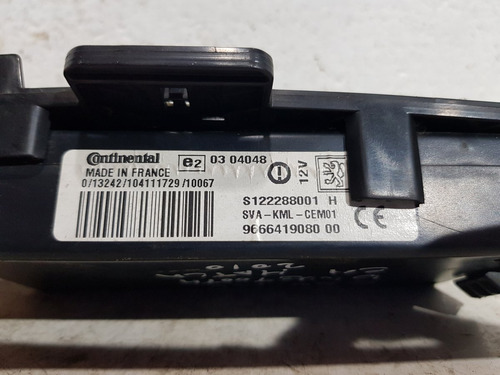 Continental
e2 03 04048
MADE IN FRANCE
0/13242/104111729/10067
12V
S122288001 H
SVA-KML-CEM01
CE
9666419080 00
2010